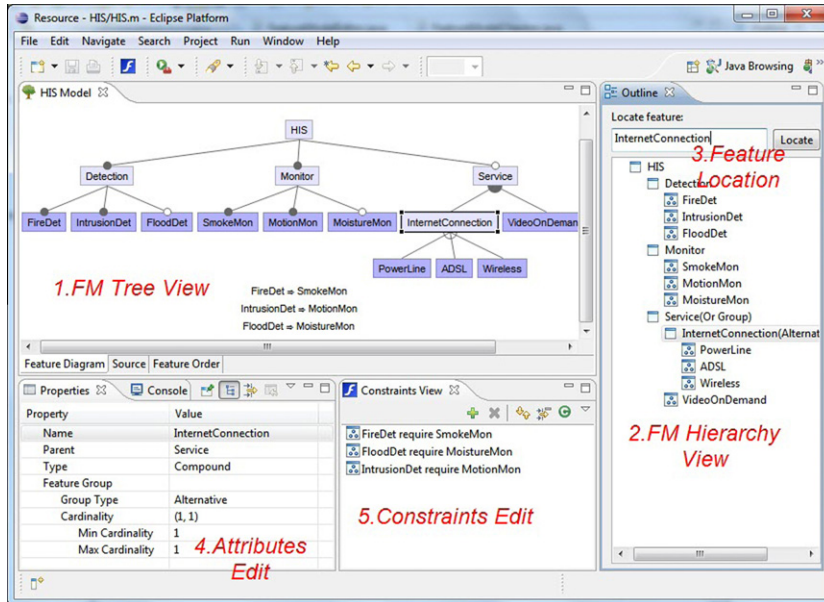 Resource - HIS/HIS.m - Eclipse Platform
File Edit Navigate Search Project Run Window Help
Java Browsing
HIS Model
HIS
Detection Monitor Service
FireDet IntrusionDet FloodDet SmokeMon MotionMon MoistureMon InternetConnection VideoOnDeman
PowerLine ADSL Wireless
1.FM Tree View
FireDet ⇒ SmokeMon
IntrusionDet ⇒ MotionMon
FloodDet ⇒ MoistureMon
Feature Diagram Source Feature Order
Outline
Locate feature:
InternetConnection Locate
3.Feature
Location
HIS
Detection
FireDet
IntrusionDet
FloodDet
Monitor
SmokeMon
MotionMon
MoistureMon
Service(Or Group)
InternetConnection(Alternat
PowerLine
ADSL
Wireless
VideoOnDemand
2.FM Hierarchy
View
Properties Console
Property Value
Name InternetConnection
Parent Service
Type Compound
Feature Group
Group Type Alternative
Cardinality (1, 1)
Min Cardinality 1
Max Cardinality 1
4.Attributes
Edit
Constraints View
FireDet require SmokeMon
FloodDet require MoistureMon
IntrusionDet require MotionMon
5.Constraints Edit